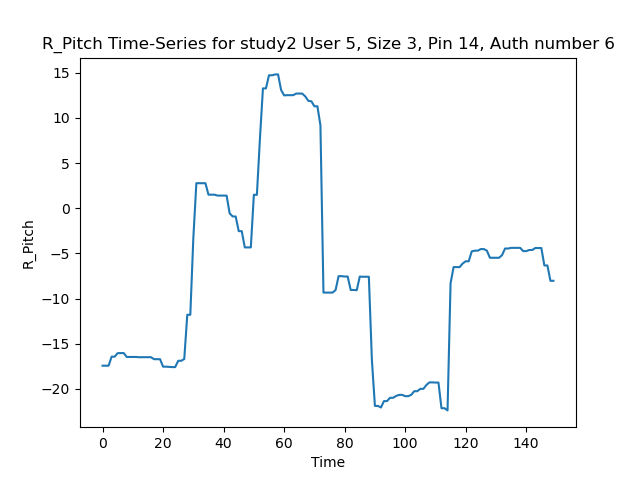 R_Pitch Time-Series for study2 User 5, Size 3, Pin 14, Auth number 6
15
10
5
0
−5
−10
−15
−20
R_Pitch
0 20 40 60 80 100 120 140
Time